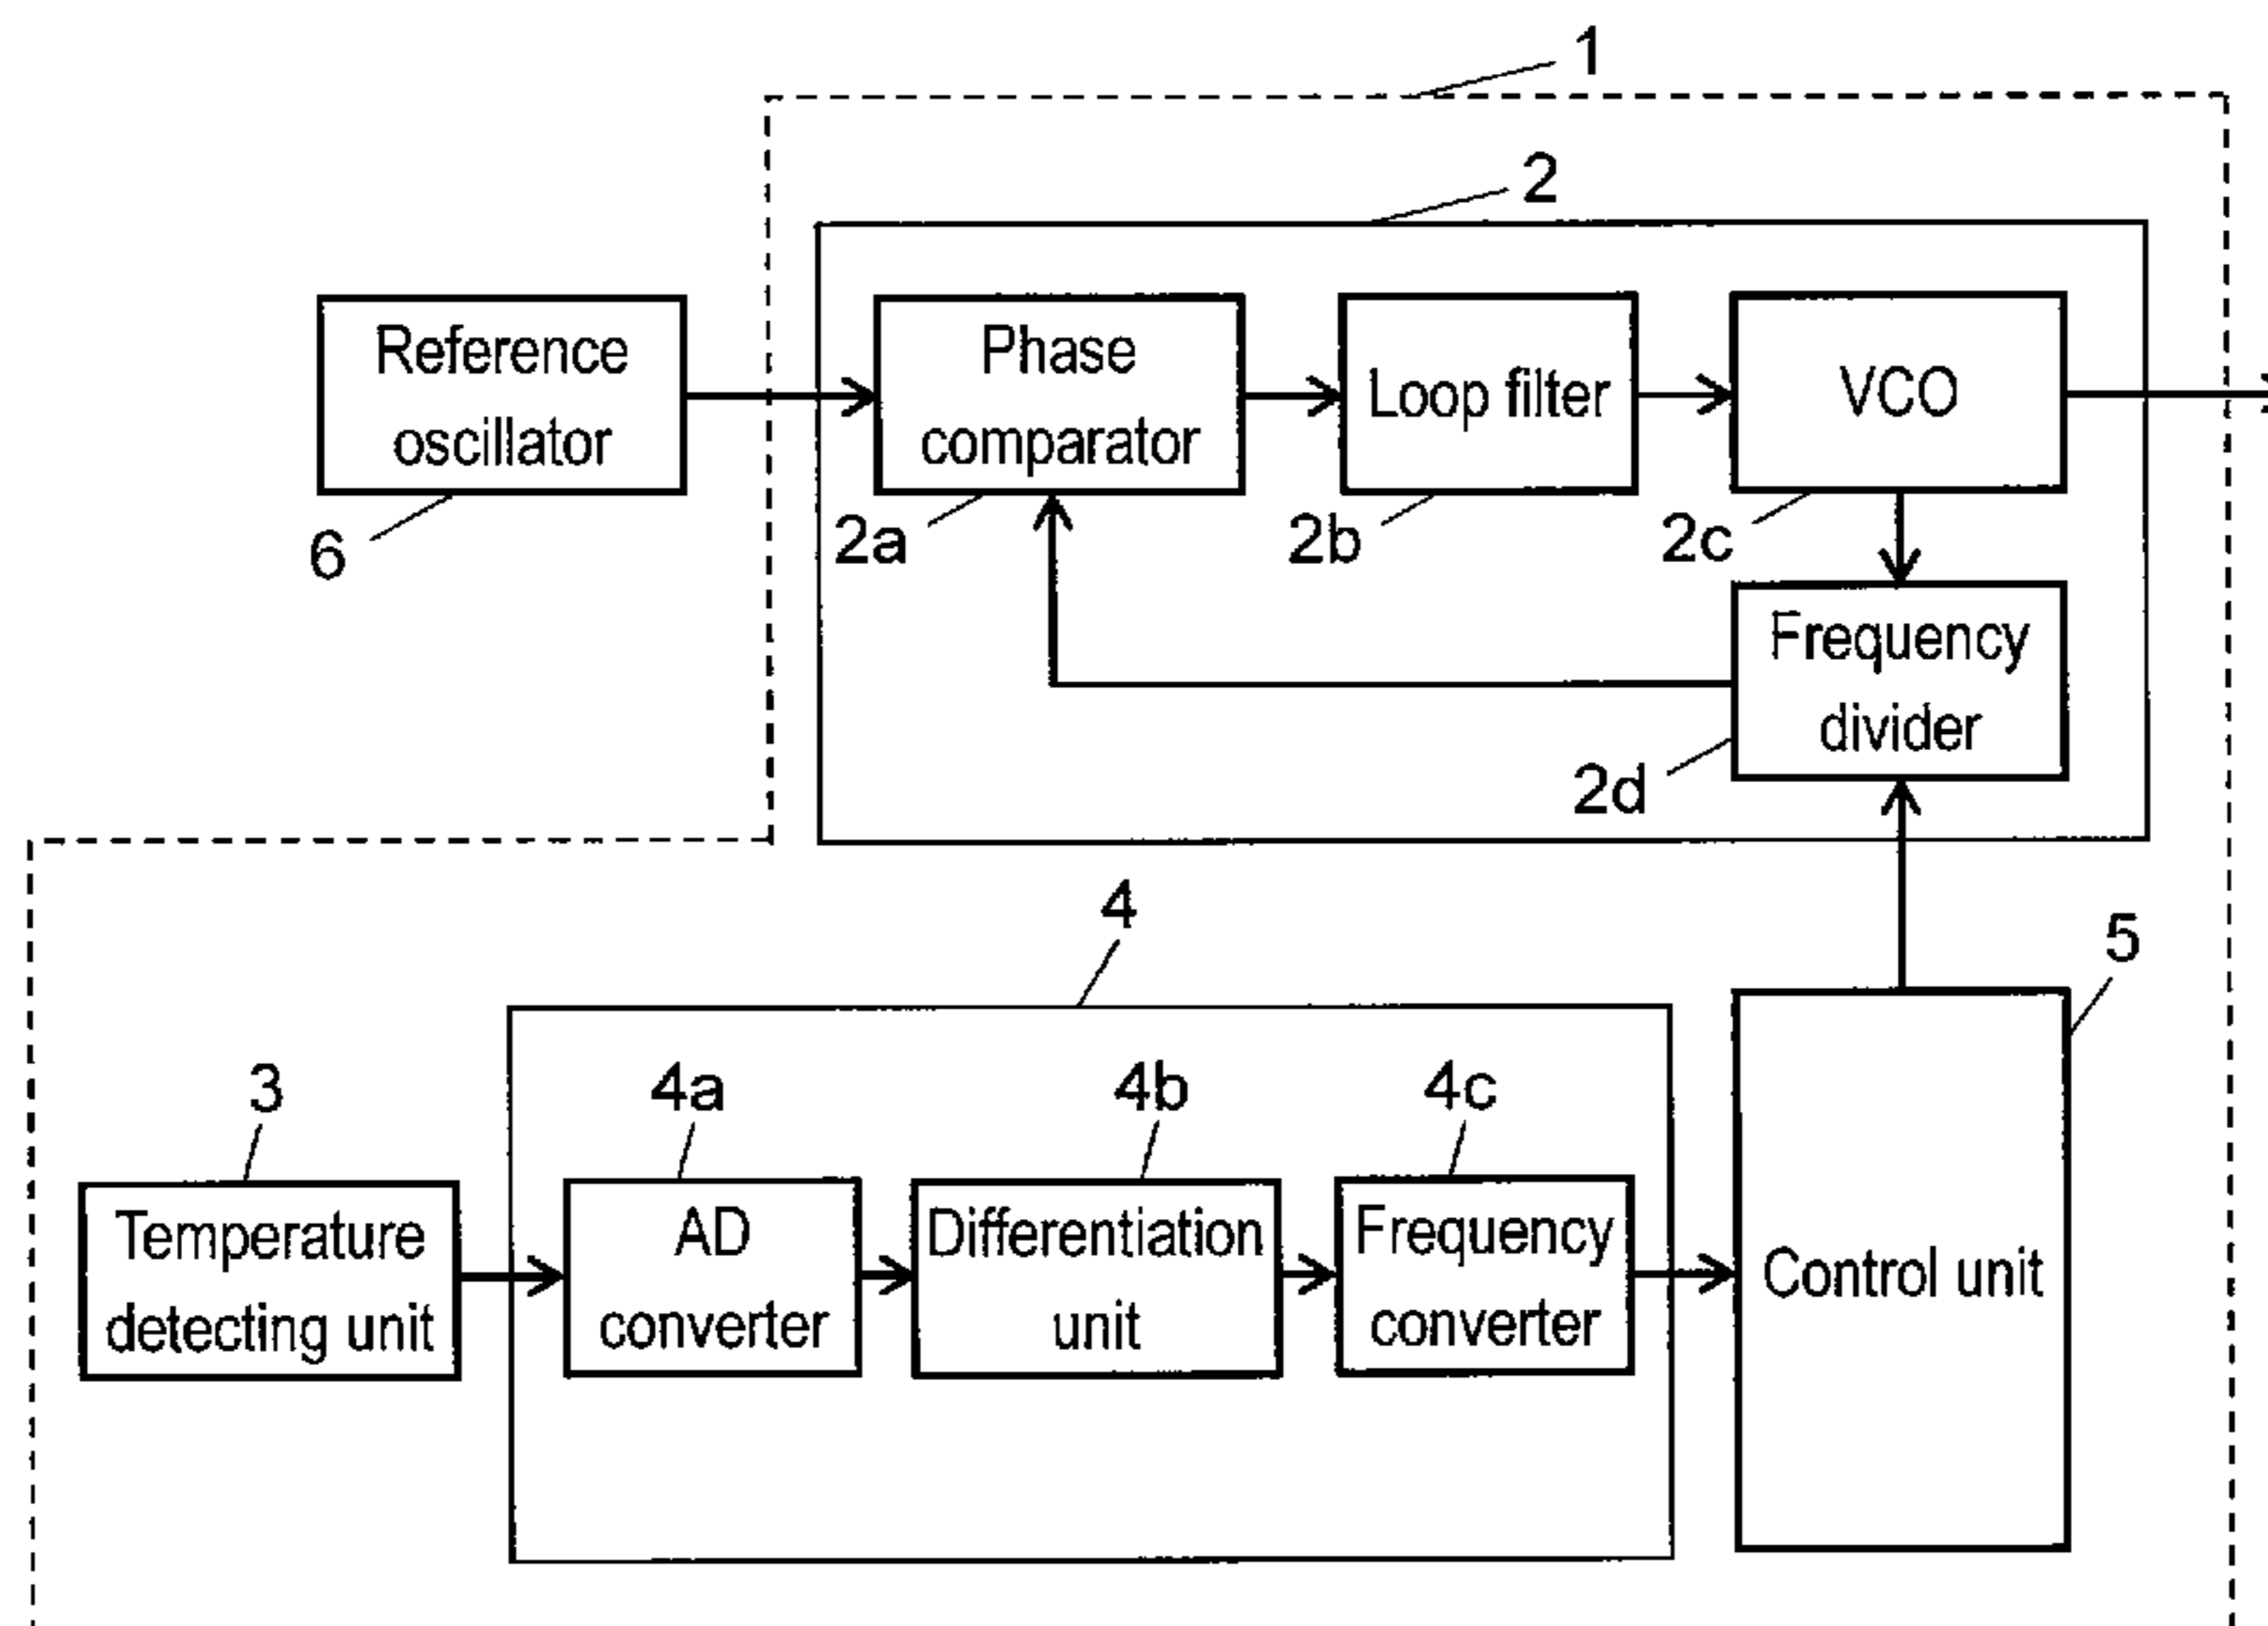 1
2
Reference
oscillator
6
Phase
comparator
2a
Loop filter
2b
VCO
2c
Frequency
divider
2d
4
5
3
Temperature
detecting unit
4a
AD
converter
4b
Differentiation
unit
4c
Frequency
converter
Control unit